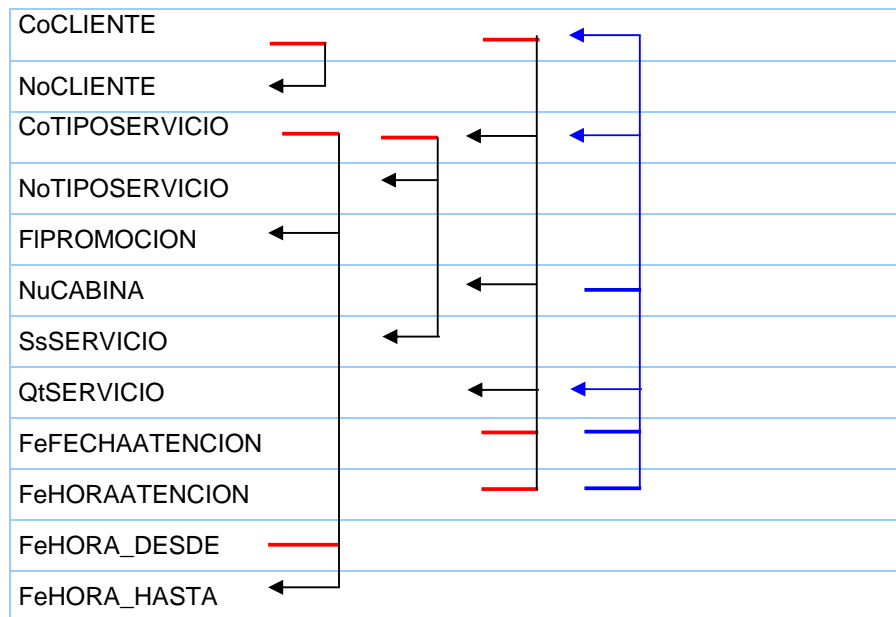 CoCLIENTE
NoCLIENTE
CoTIPOSERVICIO
NoTIPOSERVICIO
FlPROMOCION
NuCABINA
SsSERVICIO
QtSERVICIO
FeFECHAATENCION
FeHORAATENCION
FeHORA_DESDE
FeHORA_HASTA